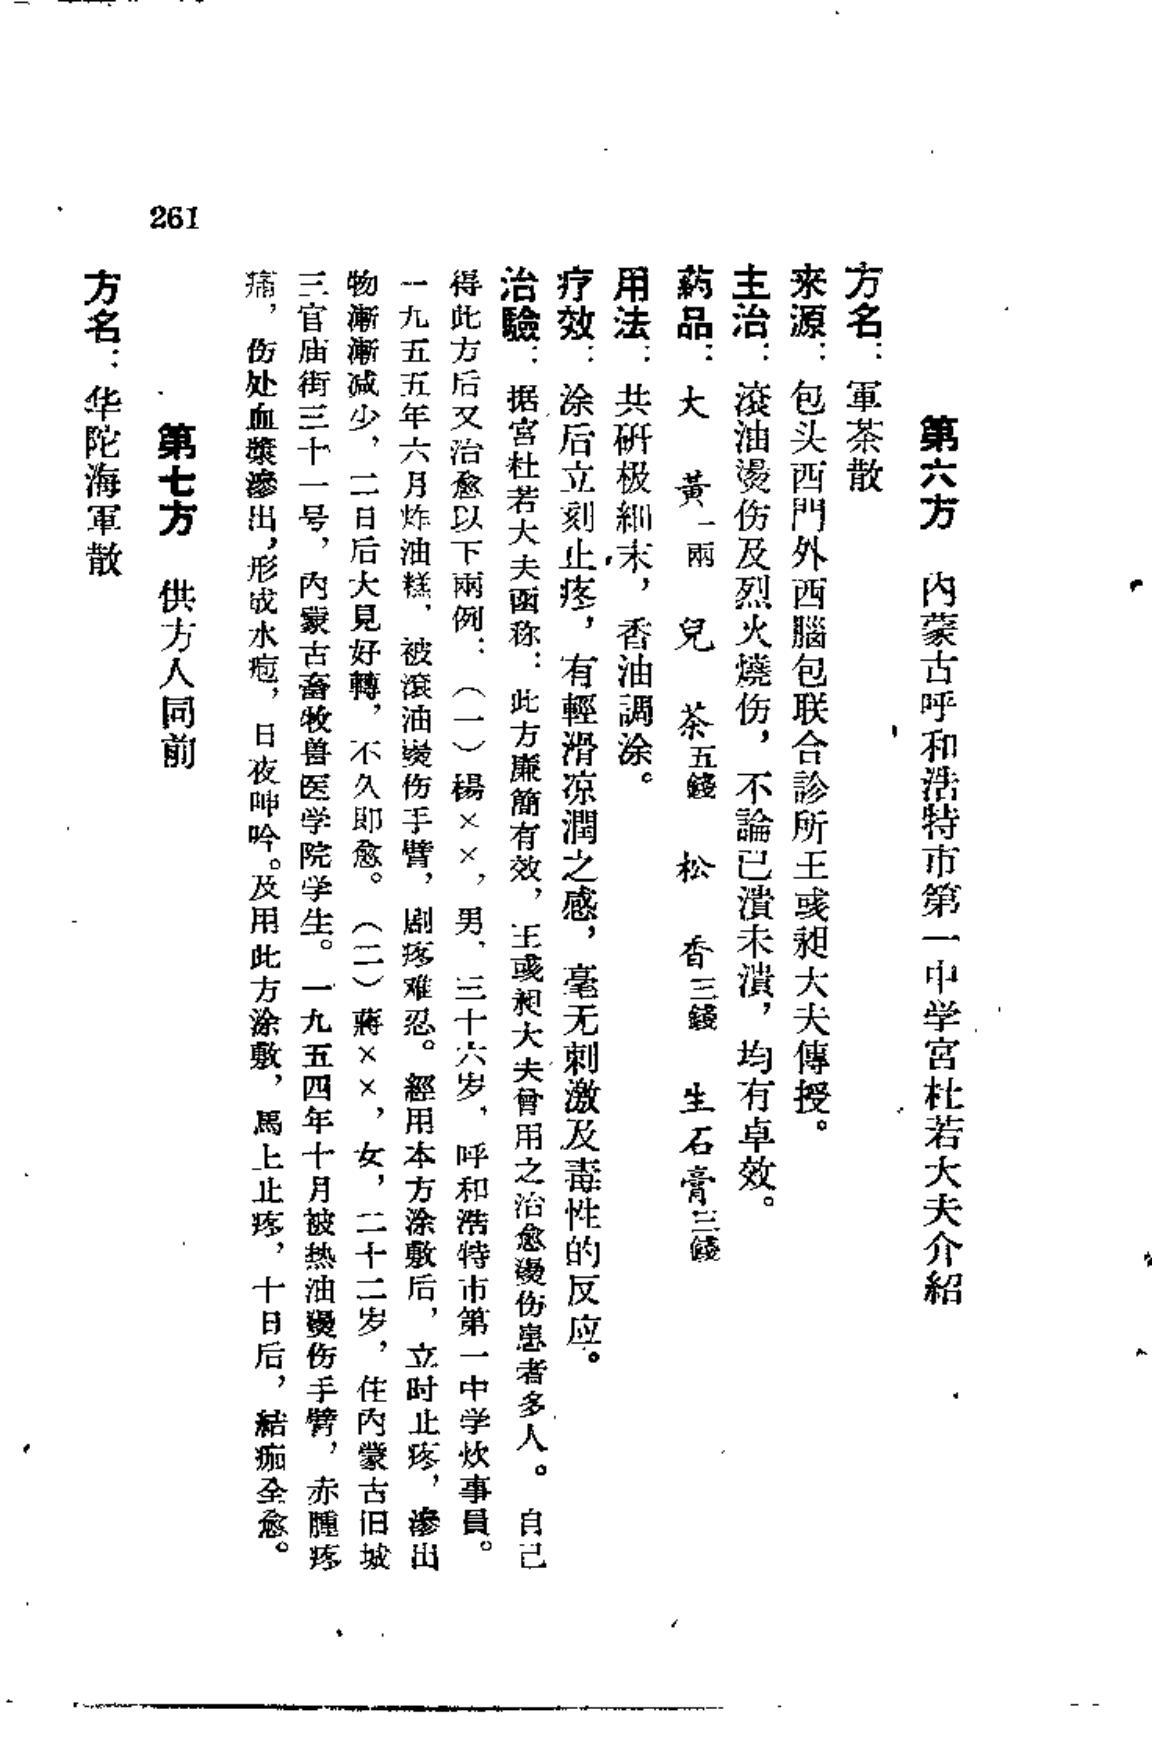 第六方　內蒙古呼和浩特市第一中学宮杜若大夫介紹
方名：軍茶散
来源：包头西門外西腦包联合診所王彧昶大夫傳授。
主治：滾油燙伤及烈火燒伤，不論已潰未潰，均有卓效。
葯品：大黃一兩　兒茶五錢　松香三錢　生石膏三錢
用法：共研极細末，香油調涂。
疗效：涂后立刻止疼，有輕滑凉潤之感，毫无刺激及毒性的反应。
治驗：据宮杜若大夫函称：此方廉簡有效，王彧昶大夫曾用之治愈燙伤患者多人。自己
得此方后又治愈以下兩例：（一）楊××，男，三十六岁，呼和浩特市第一中学炊事員。
一九五五年六月炸油糕，被滾油燙伤手臂，剧疼难忍。經用本方涂敷后，立时止疼，滲出
物漸漸减少，二日后大見好轉，不久即愈。（二）蔣××，女，二十二岁，住內蒙古旧城
三官庙街三十一号，內蒙古畜牧兽医学院学生。一九五四年十月被热油燙伤手臂，赤腫疼
痛，伤处血漿滲出，形成水疱，日夜呻吟。及用此方涂敷，馬上止疼，十日后，結痂全愈。
第七方　供方人同前
方名：华陀海軍散
261